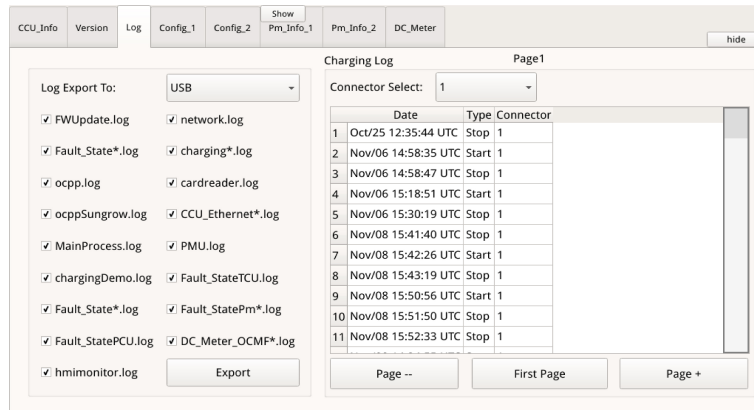 Show
CCU_Info Version Log Config_1 Config_2 Pm_Info_1 Pm_Info_2 DC_Meter
hide
Charging Log Page1
Log Export To: USB
Connector Select: 1
FWUpdate.log network.log
Fault_State*.log charging*.log
ocpp.log cardreader.log
ocppSungrow.log CCU_Ethernet*.log
MainProcess.log PMU.log
chargingDemo.log Fault_StateTCU.log
Fault_State*.log Fault_StatePm*.log
Fault_StatePCU.log DC_Meter_OCMF*.log
hmimonitor.log Export
Date Type Connector
1 Oct/25 12:35:44 UTC Stop 1
2 Nov/06 14:58:35 UTC Start 1
3 Nov/06 14:58:47 UTC Stop 1
4 Nov/06 15:18:51 UTC Start 1
5 Nov/06 15:30:19 UTC Stop 1
6 Nov/08 15:41:40 UTC Stop 1
7 Nov/08 15:42:26 UTC Start 1
8 Nov/08 15:43:19 UTC Stop 1
9 Nov/08 15:50:56 UTC Start 1
10 Nov/08 15:51:50 UTC Stop 1
11 Nov/08 15:52:33 UTC Stop 1
Page -- First Page Page +